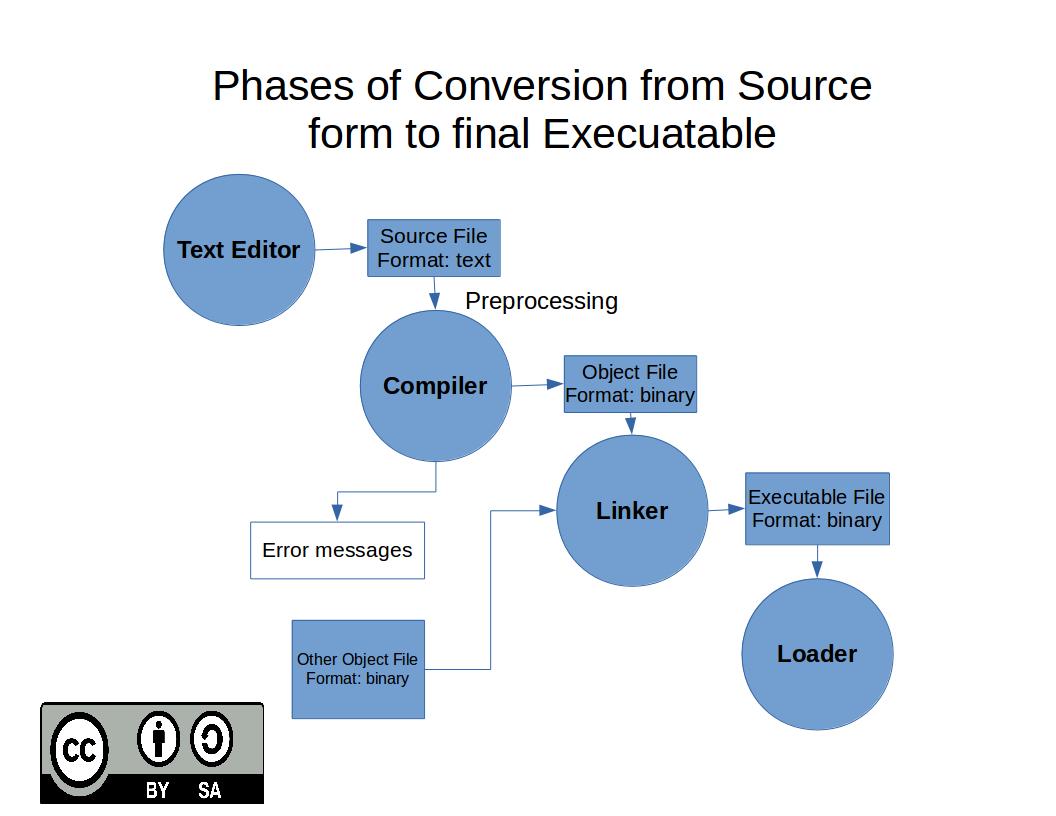 Phases of Conversion from Source
form to final Execuatable
Text Editor
Source File
Format: text
Preprocessing
Compiler
Object File
Format: binary
Linker
Executable File
Format: binary
Error messages
Other Object File
Format: binary
Loader
CC
BY SA